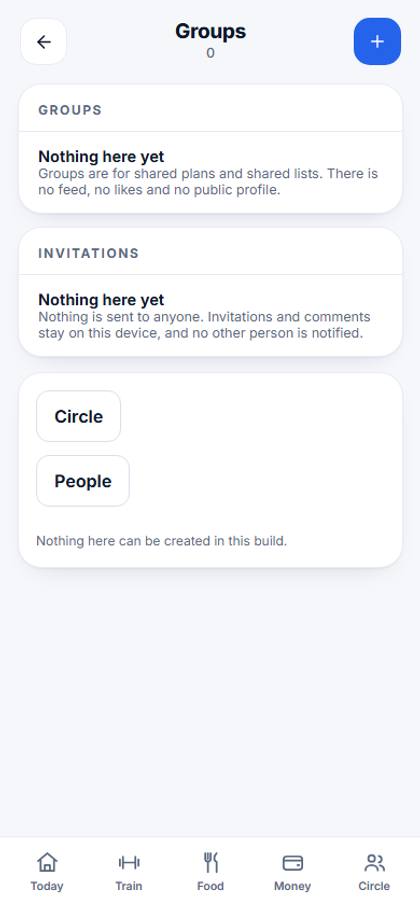 Groups
0
GROUPS
Nothing here yet
Groups are for shared plans and shared lists. There is
no feed, no likes and no public profile.
INVITATIONS
Nothing here yet
Nothing is sent to anyone. Invitations and comments
stay on this device, and no other person is notified.
Circle
People
Nothing here can be created in this build.
Today
Train
Food
Money
Circle